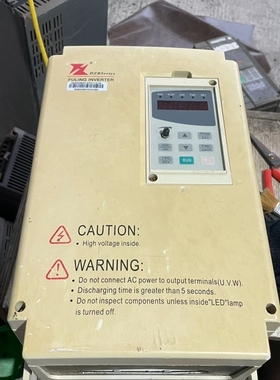 DZB Series
FULING INVERTER
RUN
CAUTION:
• High voltage inside.
WARNING:
• Do not connect AC power to output terminals(U.V.W).
• Discharging time is greater than 5 seconds.
• Do not inspect components unless inside"LED"lamp
is turned off.